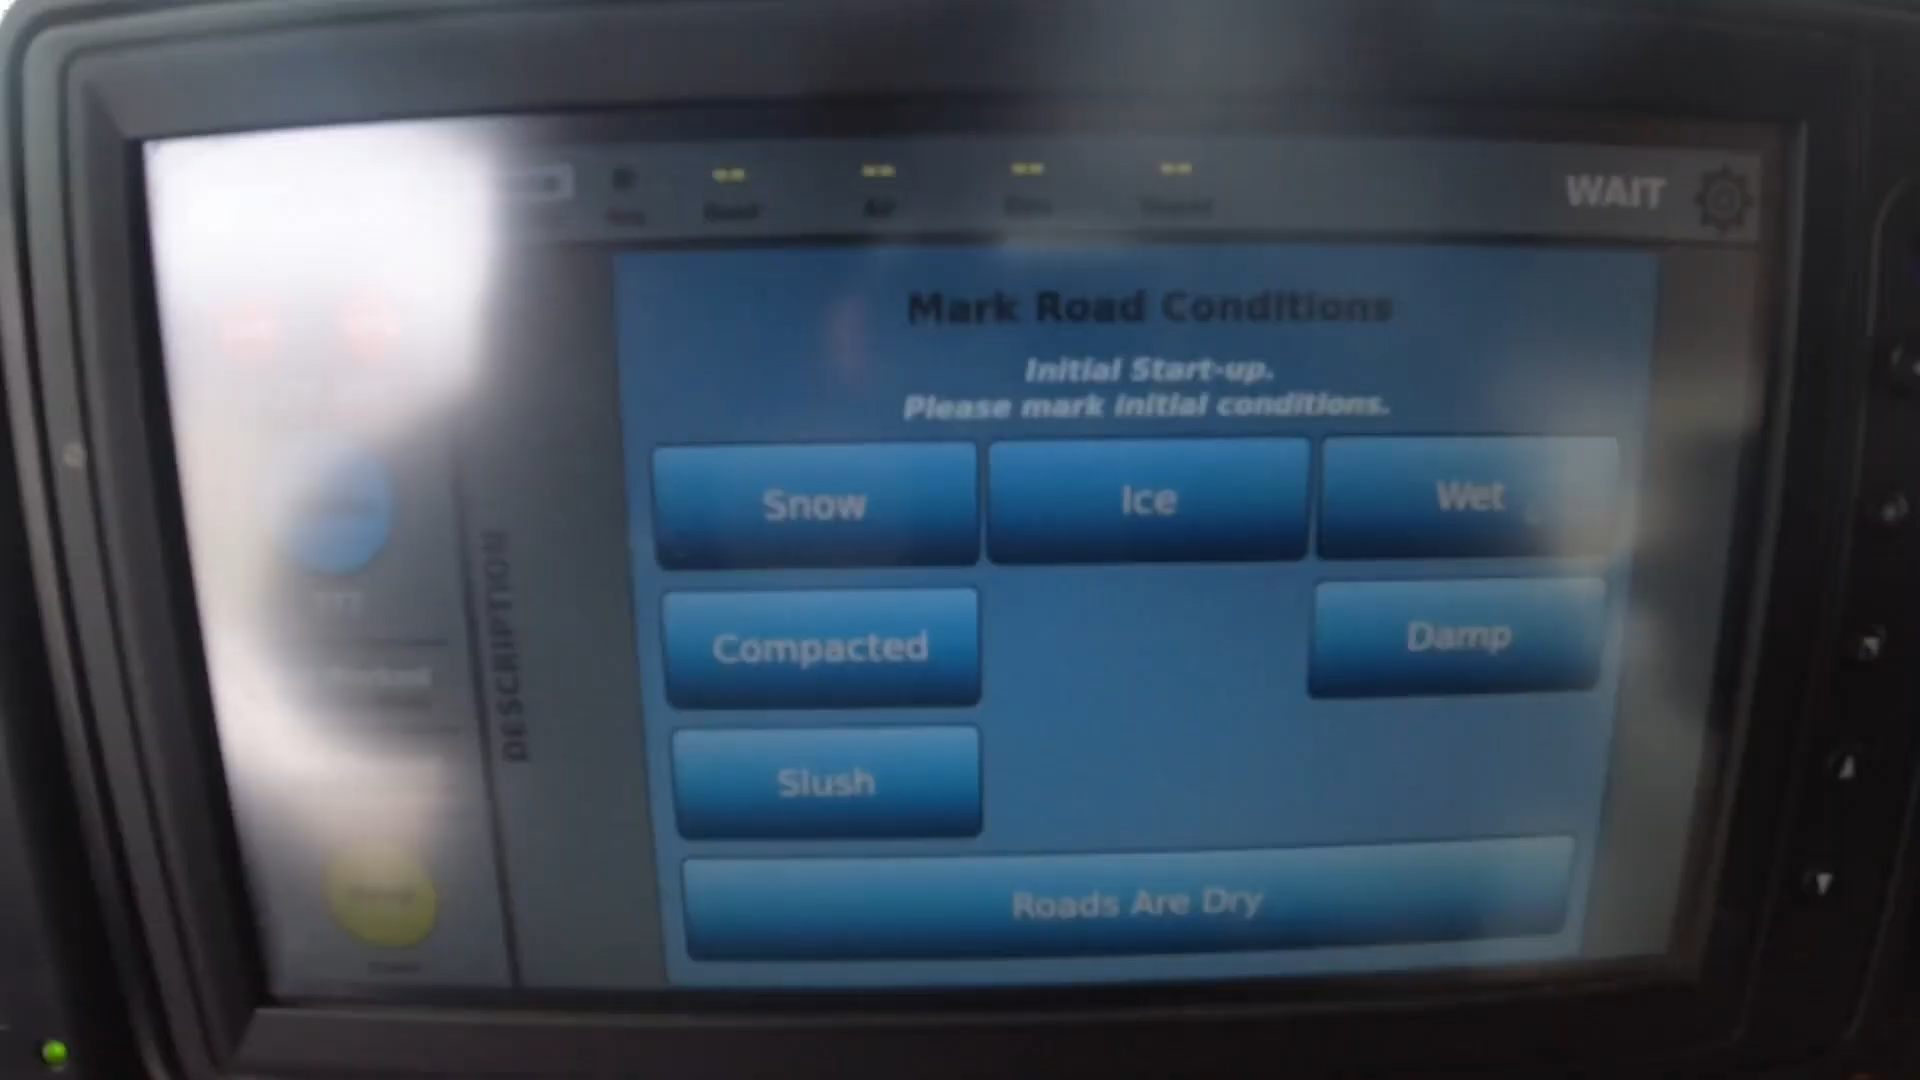 WAIT
Mark Road Conditions
Initial Start-up.
Please mark initial conditions.
Snow
Ice
Wet
Compacted
Damp
Slush
Roads Are Dry
DESCRIPTION